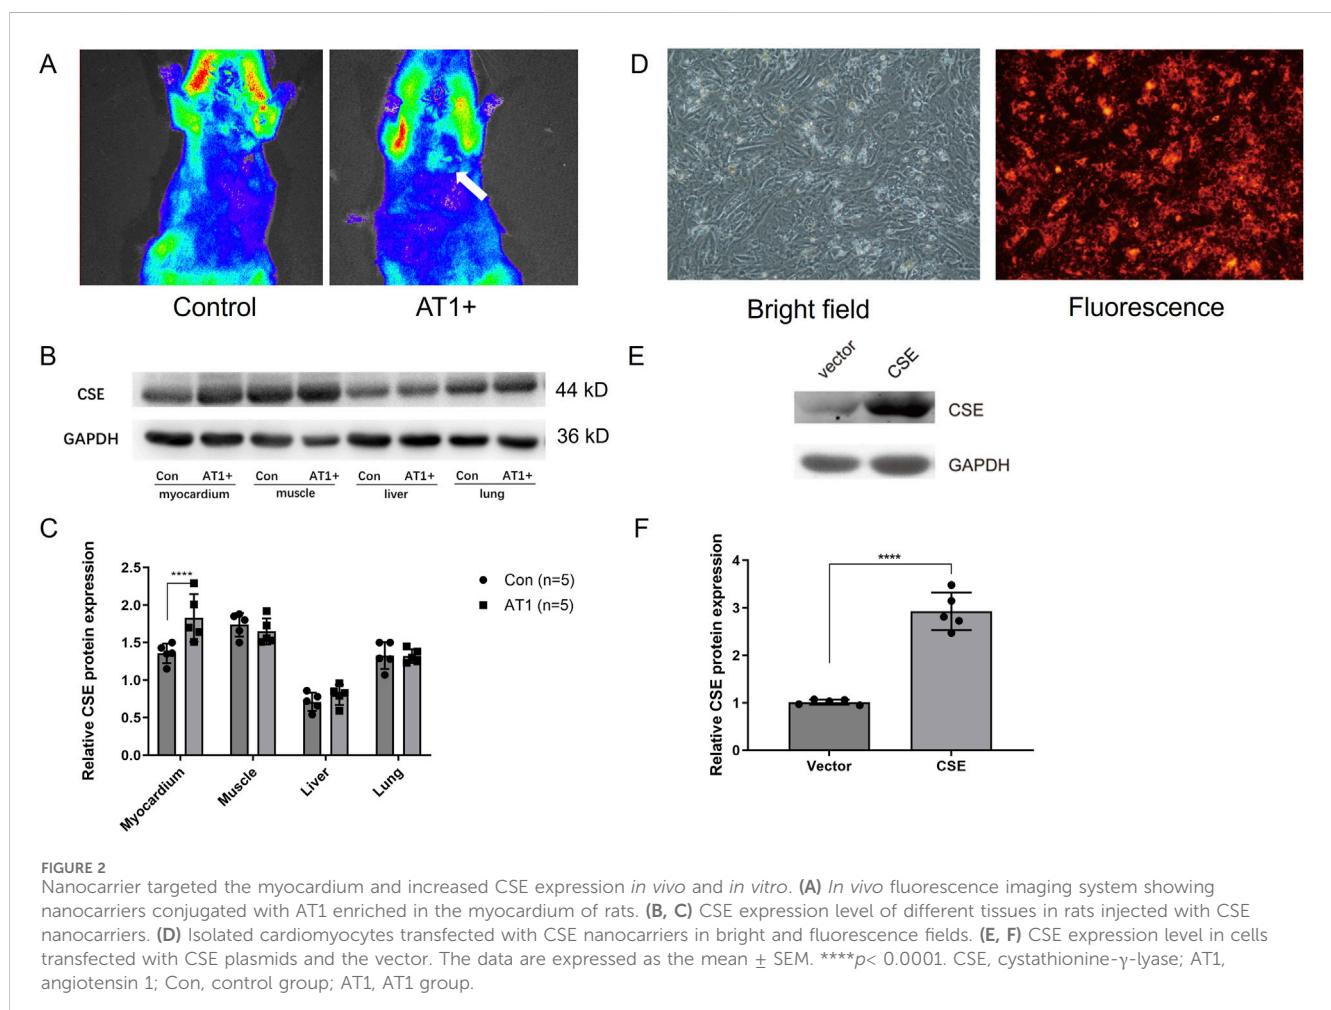 A
Control
AT1+
B
CSE
44 kD
GAPDH
36 kD
Con AT1+ Con AT1+ Con AT1+ Con AT1+
myocardium muscle liver lung
C
Relative CSE protein expression
2.5
2.0
1.5
1.0
0.5
0.0
****
Con (n=5)
AT1 (n=5)
Myocardium
Muscle
Liver
Lung
D
Bright field
Fluorescence
E
vector
CSE
CSE
GAPDH
F
Relative CSE protein expression
4
3
2
1
0
****
Vector
CSE
FIGURE 2
Nanocarrier targeted the myocardium and increased CSE expression in vivo and in vitro. (A) In vivo fluorescence imaging system showing
nanocarriers conjugated with AT1 enriched in the myocardium of rats. (B, C) CSE expression level of different tissues in rats injected with CSE
nanocarriers. (D) Isolated cardiomyocytes transfected with CSE nanocarriers in bright and fluorescence fields. (E, F) CSE expression level in cells
transfected with CSE plasmids and the vector. The data are expressed as the mean ± SEM. ****p< 0.0001. CSE, cystathionine-γ-lyase; AT1,
angiotensin 1; Con, control group; AT1, AT1 group.